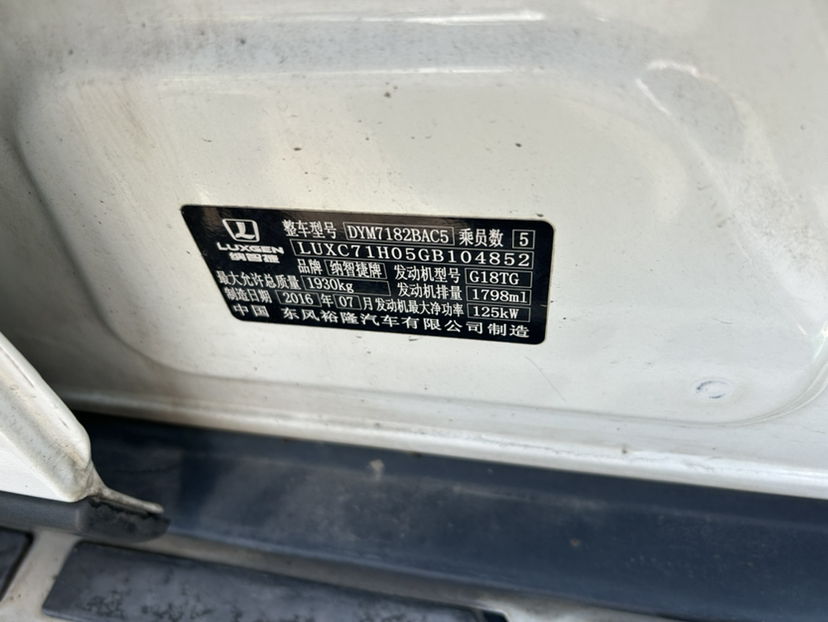 整车型号 DYM7182BAC5 乘员数 5
LUXGEN LUXC71H05GB104852
纳智捷 品牌 纳智捷牌 发动机型号 G18TG
最大允许总质量 1930kg 发动机排量 1798ml
制造日期 2016 年 07 月 发动机最大净功率 125kW
中国 东风裕隆汽车有限公司制造